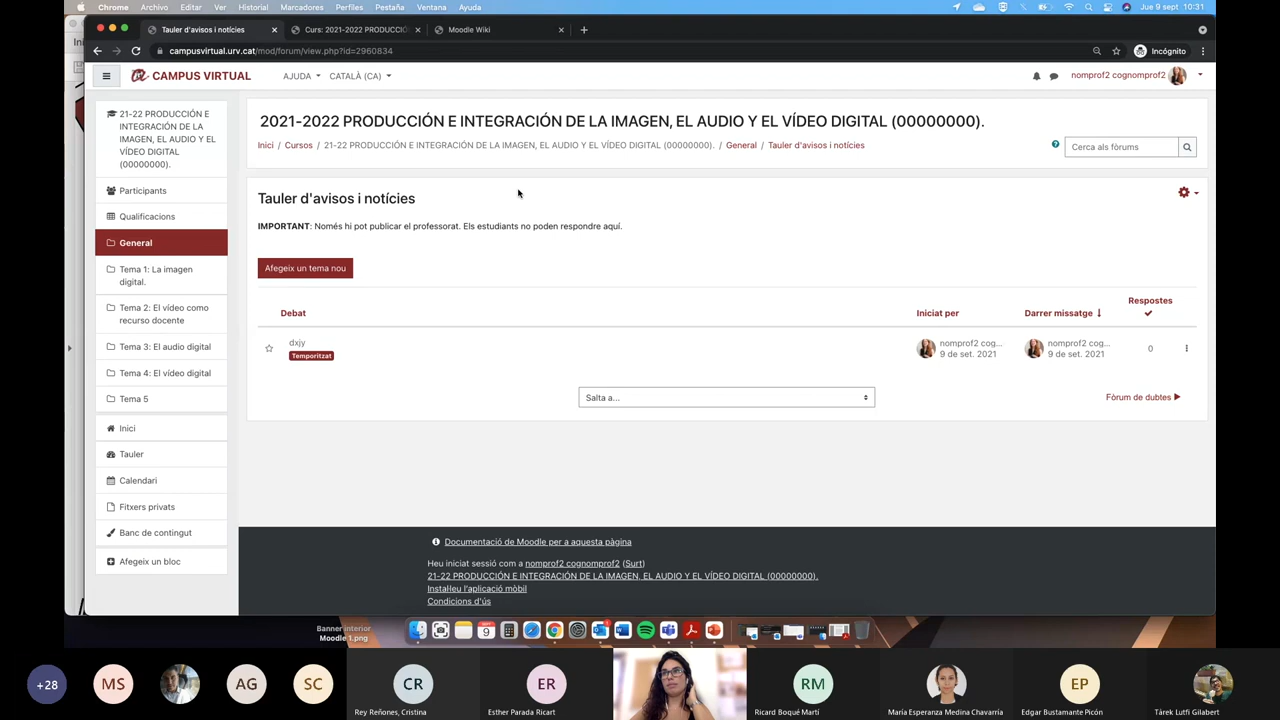 Chrome Archivo Editar Ver Historial Marcadores Perfiles Pestaña Ventana Ayuda
Jue 9 sept. 10:31
Tauler d'avisos i notícies
Curs: 2021-2022 PRODUCCIÓ
Moodle Wiki
campusvirtual.urv.cat/mod/forum/view.php?id=2960834
Incógnito
CAMPUS VIRTUAL
AJUDA
CATALÀ (CA)
nomprof2 cognomprof2
21-22 PRODUCCIÓN E
INTEGRACIÓN DE LA
IMAGEN, EL AUDIO Y EL
VÍDEO DIGITAL
(00000000).
Participants
Qualificacions
General
Tema 1: La imagen
digital.
Tema 2: El vídeo como
recurso docente
Tema 3: El audio digital
Tema 4: El vídeo digital
Tema 5
Inici
Tauler
Calendari
Fitxers privats
Banc de contingut
Afegeix un bloc
2021-2022 PRODUCCIÓN E INTEGRACIÓN DE LA IMAGEN, EL AUDIO Y EL VÍDEO DIGITAL (00000000).
Inici / Cursos / 21-22 PRODUCCIÓN E INTEGRACIÓN DE LA IMAGEN, EL AUDIO Y EL VÍDEO DIGITAL (00000000). / General / Tauler d'avisos i notícies
Cerca als fòrums
Tauler d'avisos i notícies
IMPORTANT: Només hi pot publicar el professorat. Els estudiants no poden respondre aquí.
Afegeix un tema nou
Debat
Iniciat per
Darrer missatge
Respostes
dxjy
Temporitzat
nomprof2 cog...
9 de set. 2021
nomprof2 cog...
9 de set. 2021
0
Salta a...
Fòrum de dubtes
Documentació de Moodle per a aquesta pàgina
Heu iniciat sessió com a nomprof2 cognomprof2 (Surt)
21-22 PRODUCCIÓN E INTEGRACIÓN DE LA IMAGEN, EL AUDIO Y EL VÍDEO DIGITAL (00000000).
Instal·leu l'aplicació mòbil
Condicions d'ús
Banner interior
Moodle 1.png
+28
MS
AG
SC
CR
Rey Reñones, Cristina
ER
Esther Parada Ricart
RM
Ricard Boqué Martí
María Esperanza Medina Chavarría
EP
Edgar Bustamante Picón
Tárek Lutfi Gilabert